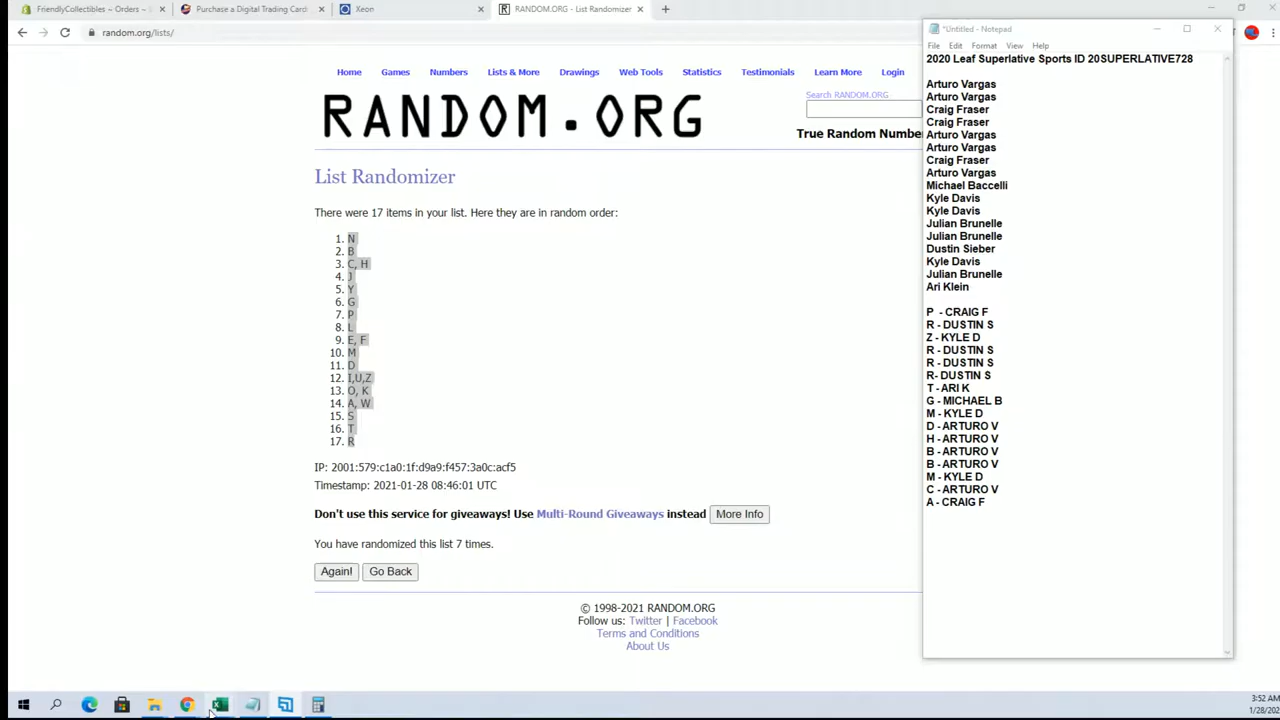 FriendlyCollectibles ~ Orders ~
Purchase a Digital Trading Card
Xeon
RANDOM.ORG - List Randomizer
random.org/lists/
Home Games Numbers Lists & More Drawings Web Tools Statistics Testimonials Learn More Login
RANDOM.ORG
Search RANDOM.ORG
True Random Number
List Randomizer
There were 17 items in your list. Here they are in random order:
1. N
2. B
3. C, H
4. J
5. Y
6. G
7. P
8. L
9. E, F
10. M
11. D
12. I,U,Z
13. O, K
14. A, W
15. S
16. T
17. R
IP: 2001:579:c1a0:1f:d9a9:f457:3a0c:acf5
Timestamp: 2021-01-28 08:46:01 UTC
Don't use this service for giveaways! Use Multi-Round Giveaways instead More Info
You have randomized this list 7 times.
Again! Go Back
© 1998-2021 RANDOM.ORG
Follow us: Twitter | Facebook
Terms and Conditions
About Us
*Untitled - Notepad
File Edit Format View Help
2020 Leaf Superlative Sports ID 20SUPERLATIVE728
Arturo Vargas
Arturo Vargas
Craig Fraser
Craig Fraser
Arturo Vargas
Arturo Vargas
Craig Fraser
Arturo Vargas
Michael Baccelli
Kyle Davis
Kyle Davis
Julian Brunelle
Julian Brunelle
Dustin Sieber
Kyle Davis
Julian Brunelle
Ari Klein
P - CRAIG F
R - DUSTIN S
Z - KYLE D
R - DUSTIN S
R - DUSTIN S
R- DUSTIN S
T - ARI K
G - MICHAEL B
M - KYLE D
D - ARTURO V
H - ARTURO V
B - ARTURO V
B - ARTURO V
M - KYLE D
C - ARTURO V
A - CRAIG F
3:52 AM
1/28/202